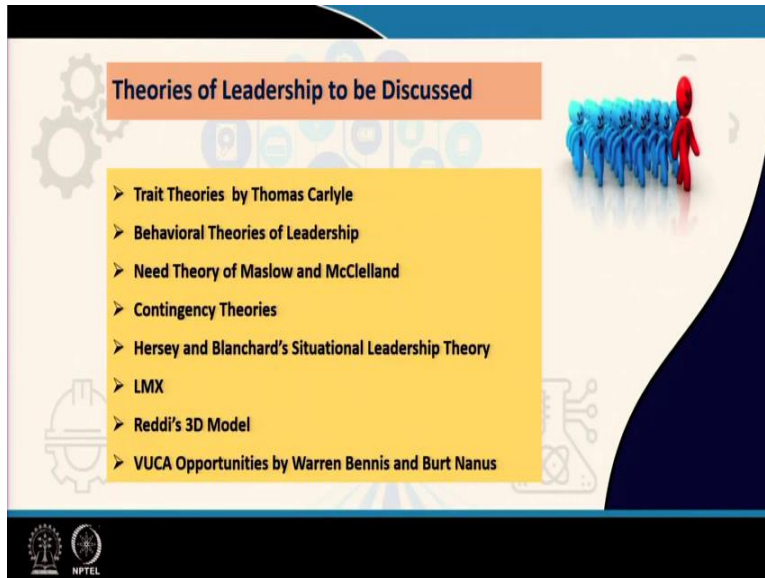 Theories of Leadership to be Discussed
➤ Trait Theories by Thomas Carlyle
➤ Behavioral Theories of Leadership
➤ Need Theory of Maslow and McClelland
➤ Contingency Theories
➤ Hersey and Blanchard's Situational Leadership Theory
➤ LMX
➤ Reddi's 3D Model
➤ VUCA Opportunities by Warren Bennis and Burt Nanus
NPTEL